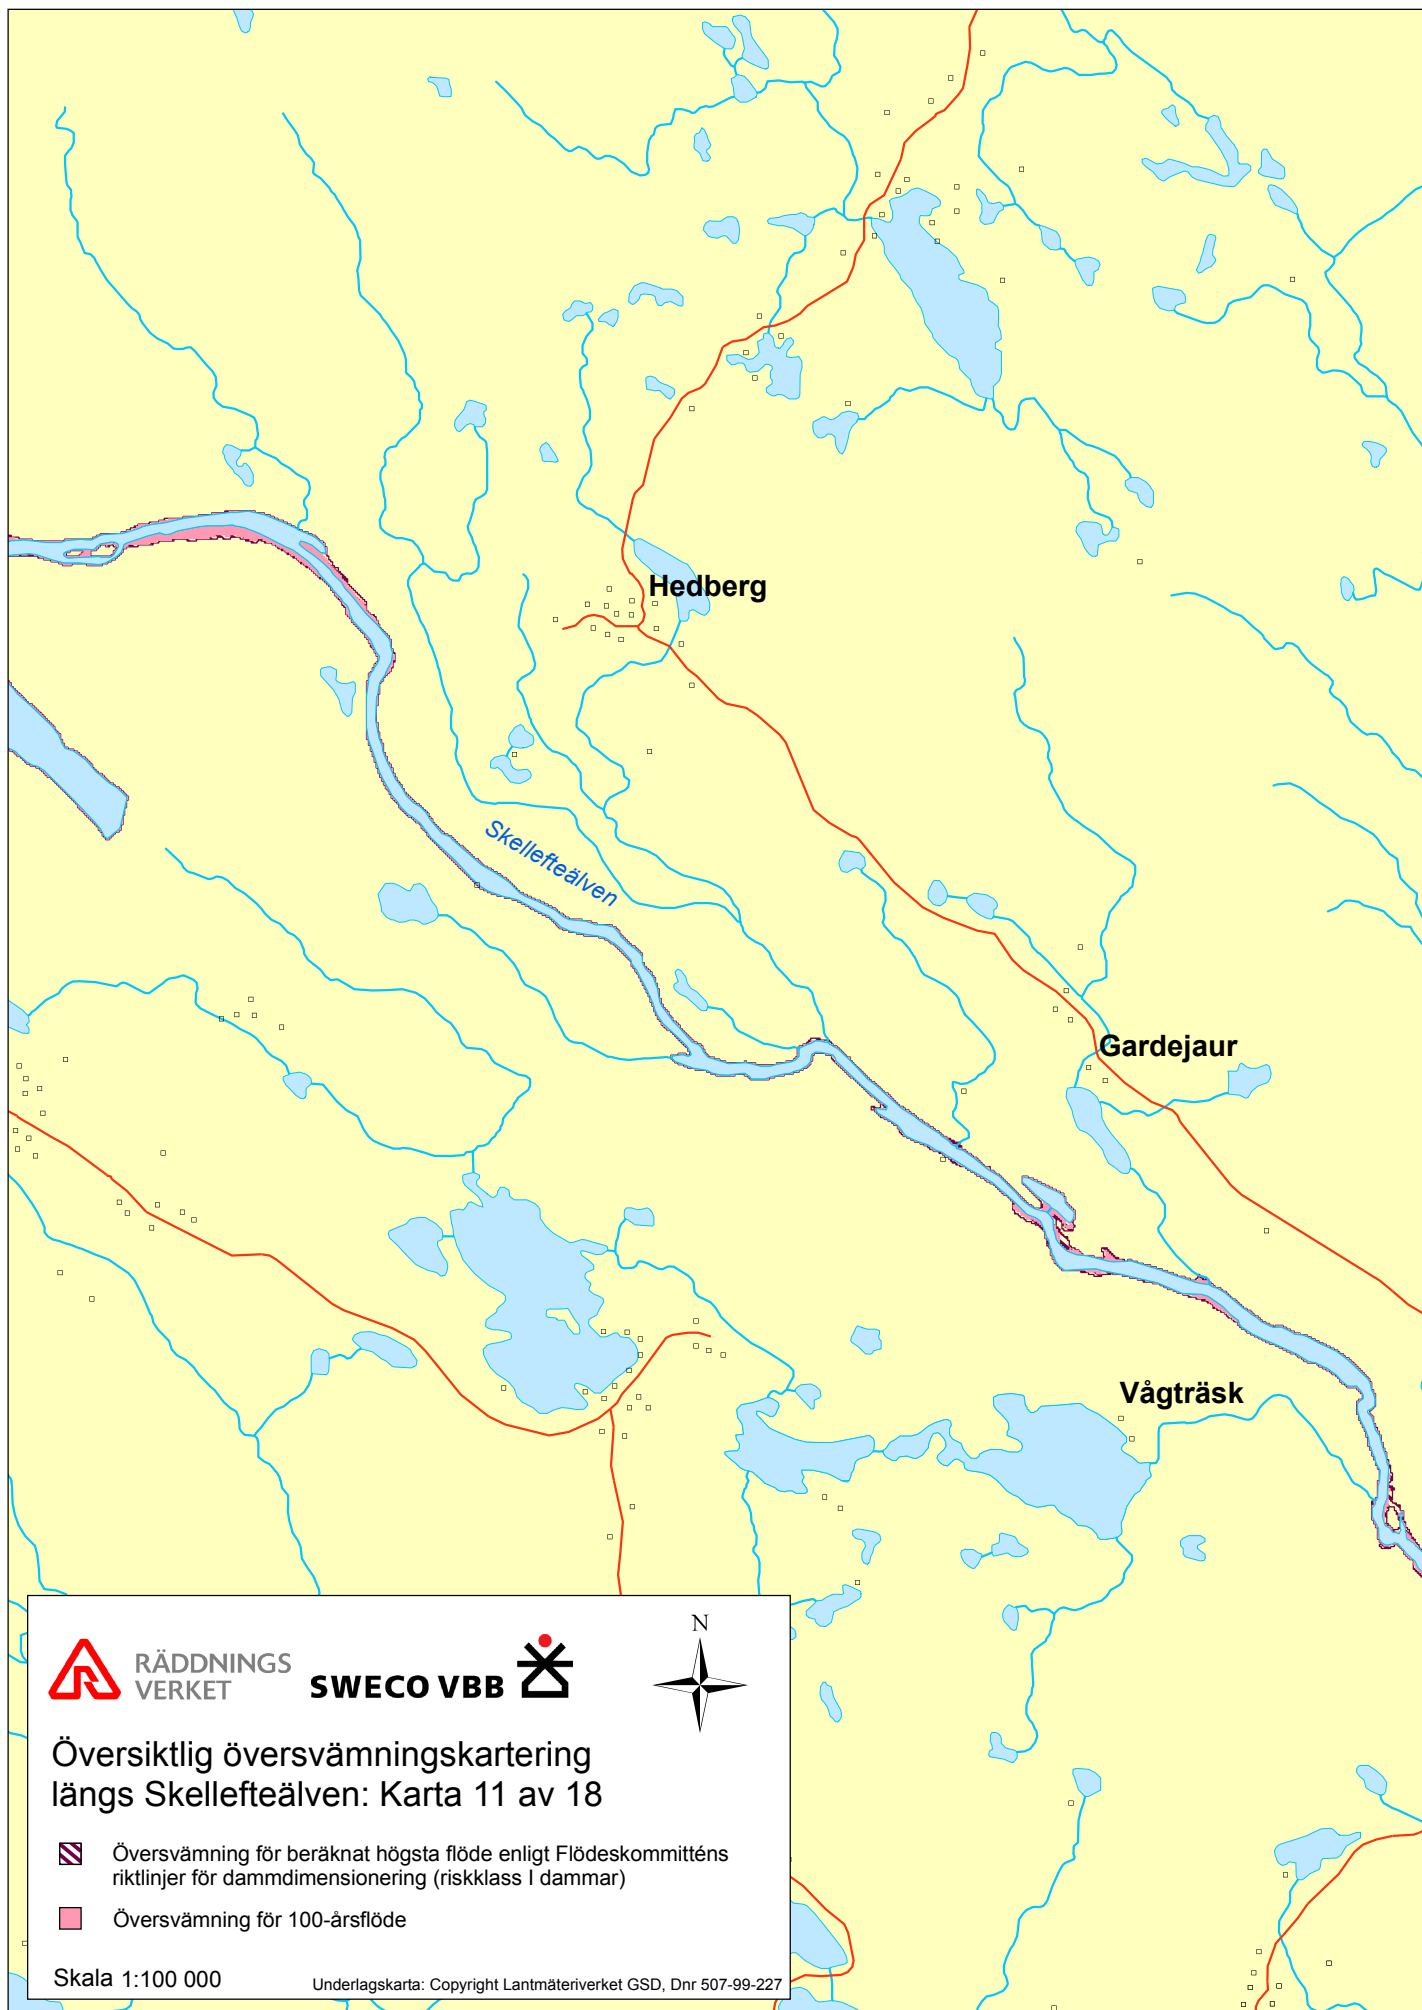 Hedberg
Skellefteälven
Gardejaur
Vågträsk
N
RÄDDNINGS
VERKET
SWECO VBB
Översiktlig översvämningskartering
längs Skellefteälven: Karta 11 av 18
Översvämning för beräknat högsta flöde enligt Flödeskommitténs
riktlinjer för dammdimensionering (riskklass I dammar)
Översvämning för 100-årsflöde
Skala 1:100 000
Underlagskarta: Copyright Lantmäteriverket GSD, Dnr 507-99-227